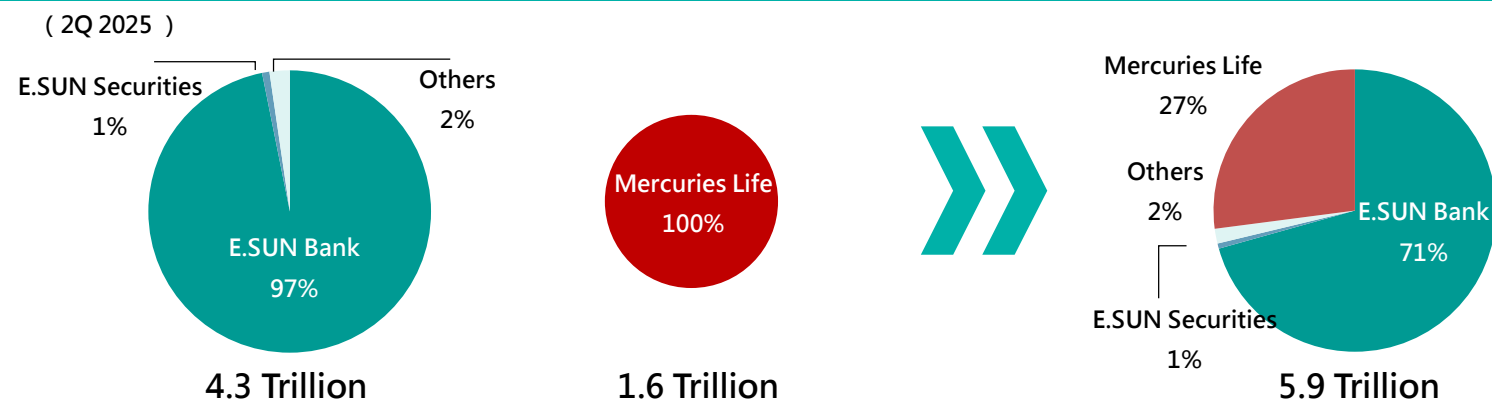 ( 2Q 2025 )
E.SUN Securities
1%
Others
2%
E.SUN Bank
97%
4.3 Trillion
Mercuries Life
100%
1.6 Trillion
Mercuries Life
27%
Others
2%
E.SUN Bank
71%
E.SUN Securities
1%
5.9 Trillion